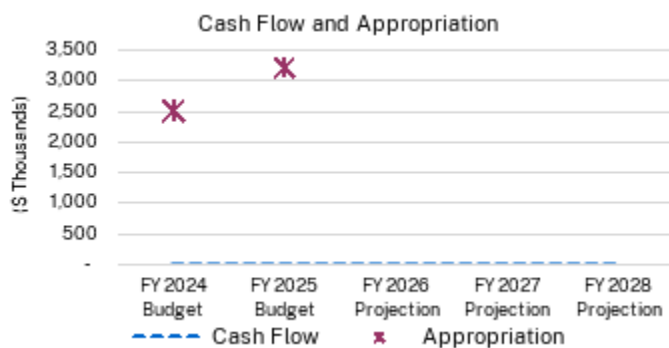 Cash Flow and Appropriation
3,500
3,000
2,500
2,000
1,500
1,000
500
-
($ Thousands)
FY 2024 FY 2025 FY 2026 FY 2027 FY 2028
Budget Budget Projection Projection Projection
Cash Flow Appropriation